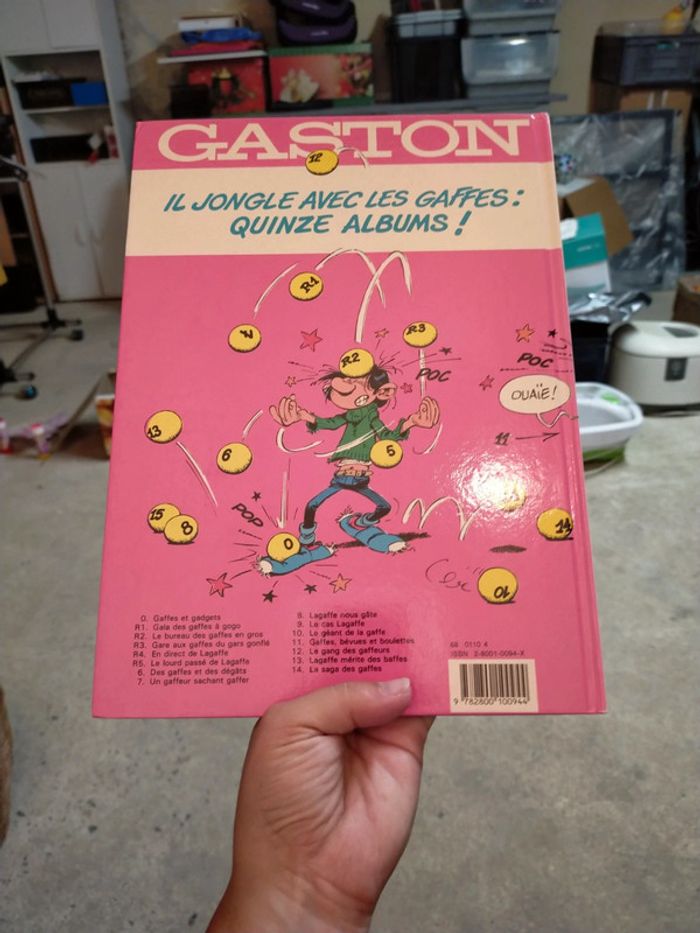 GASTON
12
IL JONGLE AVEC LES GAFFES :
QUINZE ALBUMS !
R1
R3
R2
POC
POC
OUAÏE !
13
6
5
11
15
8
POP
0
14
10
0. Gaffes et gadgets
R1. Gala des gaffes à gogo
R2. Le bureau des gaffes en gros
R3. Gare aux gaffes du gars gonflé
R4. En direct de Lagaffe
R5. Le lourd passé de Lagaffe
6. Des gaffes et des dégâts
7. Un gaffeur sachant gaffer
8. Lagaffe nous gâte
9. Le cas Lagaffe
10. Le géant de la gaffe
11. Gaffes, bévues et boulettes
12. Le gang des gaffeurs
13. Lagaffe mérite des baffes
14. La saga des gaffes
68 0110 4
ISBN 2-8001-0094-X
9 782800 100944